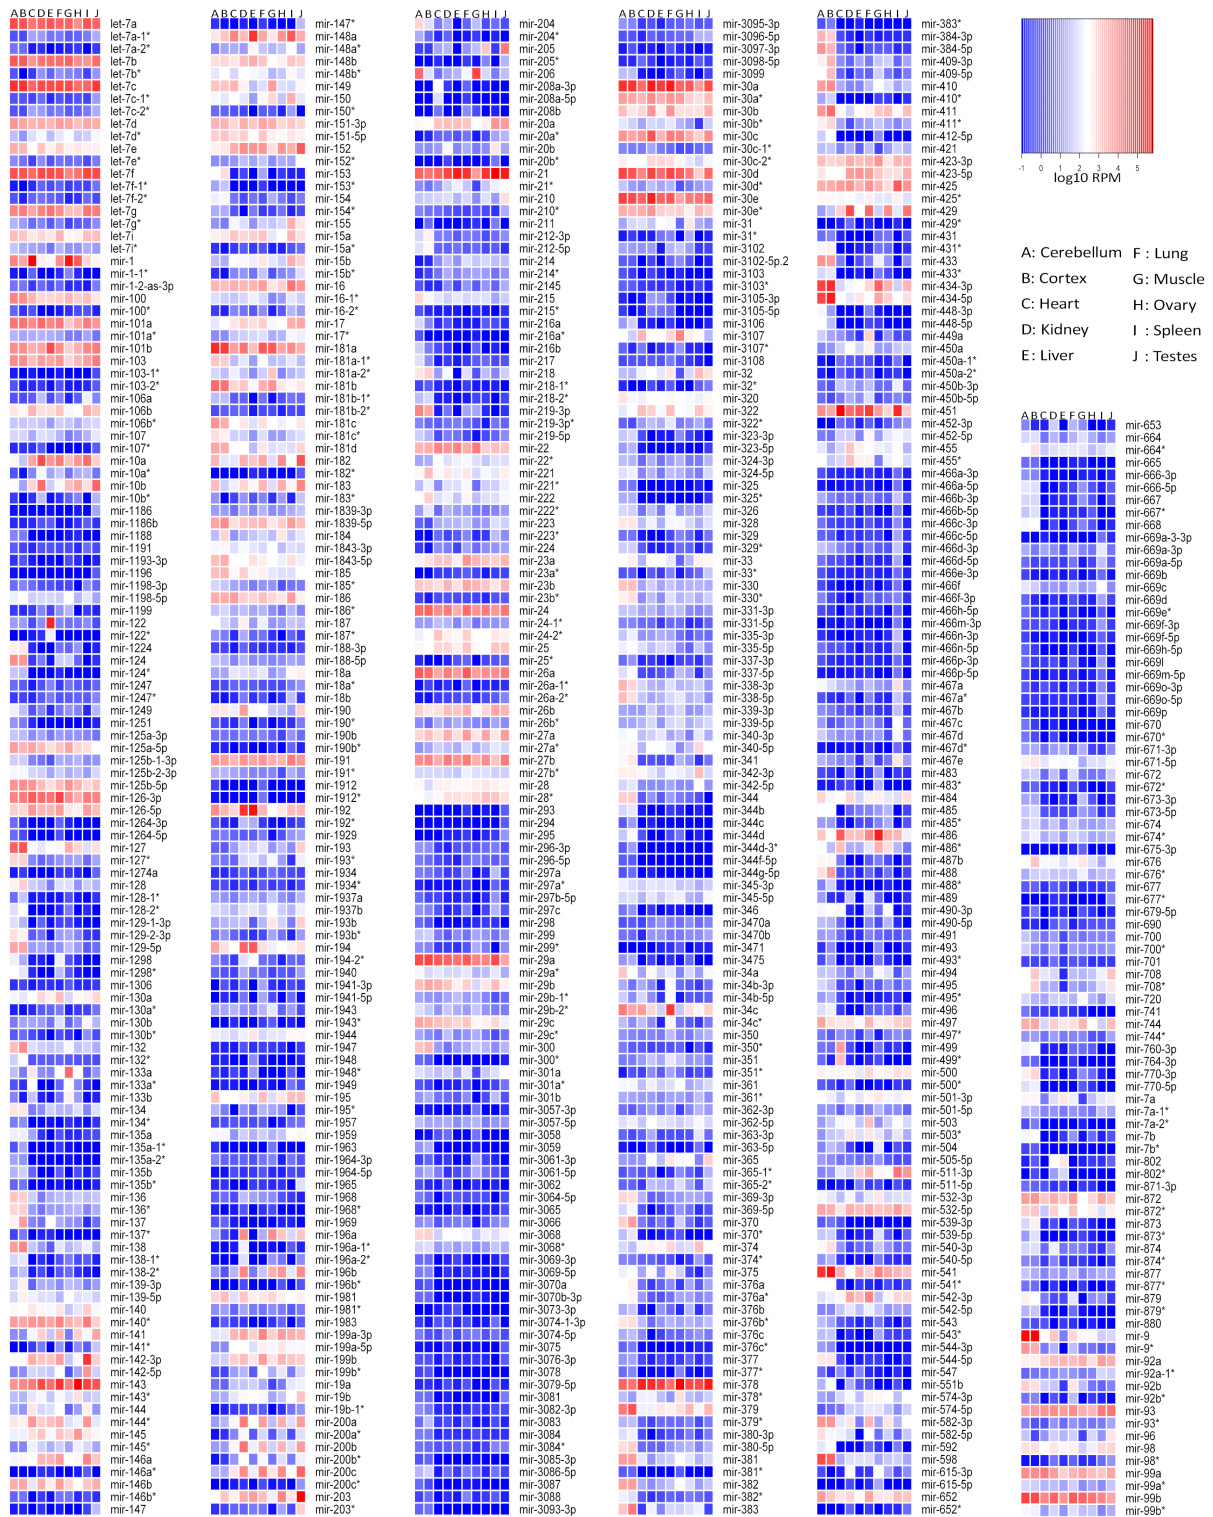 ABCDEFGHIJ
let-7a
let-7a-1*
let-7a-2*
let-7b
let-7b*
let-7c
let-7c-1*
let-7c-2*
let-7d
let-7d*
let-7e
let-7e*
let-7f
let-7f-1*
let-7f-2*
let-7g
let-7g*
let-7i
let-7i*
mir-1
mir-1-1*
mir-1-2-as-3p
mir-100
mir-100*
mir-101a
mir-101a*
mir-101b
mir-103
mir-103-1*
mir-103-2*
mir-106a
mir-106b
mir-106b*
mir-107
mir-107*
mir-10a
mir-10a*
mir-10b
mir-10b*
mir-1186
mir-1186b
mir-1188
mir-1191
mir-1193-3p
mir-1196
mir-1198-3p
mir-1198-5p
mir-1199
mir-122
mir-122*
mir-1224
mir-124
mir-124*
mir-1247
mir-1247*
mir-1249
mir-1251
mir-125a-3p
mir-125a-5p
mir-125b-1-3p
mir-125b-2-3p
mir-125b-5p
mir-126-3p
mir-126-5p
mir-1264-3p
mir-1264-5p
mir-127
mir-127*
mir-1274a
mir-128
mir-128-1*
mir-128-2*
mir-129-1-3p
mir-129-2-3p
mir-129-5p
mir-1298
mir-1298*
mir-1306
mir-130a
mir-130a*
mir-130b
mir-130b*
mir-132
mir-132*
mir-133a
mir-133a*
mir-133b
mir-134
mir-134*
mir-135a
mir-135a-1*
mir-135a-2*
mir-135b
mir-135b*
mir-136
mir-136*
mir-137
mir-137*
mir-138
mir-138-1*
mir-138-2*
mir-139-3p
mir-139-5p
mir-140
mir-140*
mir-141
mir-141*
mir-142-3p
mir-142-5p
mir-143
mir-143*
mir-144
mir-144*
mir-145
mir-145*
mir-146a
mir-146a*
mir-146b
mir-146b*
mir-147
ABCDEFGHIJ
mir-147*
mir-148a
mir-148a*
mir-148b
mir-148b*
mir-149
mir-150
mir-150*
mir-151-3p
mir-151-5p
mir-152
mir-152*
mir-153
mir-153*
mir-154
mir-154*
mir-155
mir-15a
mir-15a*
mir-15b
mir-15b*
mir-16
mir-16-1*
mir-16-2*
mir-17
mir-17*
mir-181a
mir-181a-1*
mir-181a-2*
mir-181b
mir-181b-1*
mir-181b-2*
mir-181c
mir-181c*
mir-181d
mir-182
mir-182*
mir-183
mir-183*
mir-1839-3p
mir-1839-5p
mir-184
mir-1843-3p
mir-1843-5p
mir-185
mir-185*
mir-186
mir-186*
mir-187
mir-187*
mir-188-3p
mir-188-5p
mir-18a
mir-18a*
mir-18b
mir-190
mir-190*
mir-190b
mir-190b*
mir-191
mir-191*
mir-1912
mir-1912*
mir-192
mir-192*
mir-1929
mir-193
mir-193*
mir-1934
mir-1934*
mir-1937a
mir-1937b
mir-193b
mir-193b*
mir-194
mir-194-2*
mir-1940
mir-1941-3p
mir-1941-5p
mir-1943
mir-1943*
mir-1944
mir-1947
mir-1948
mir-1948*
mir-1949
mir-195
mir-195*
mir-1957
mir-1959
mir-1963
mir-1964-3p
mir-1964-5p
mir-1965
mir-1968
mir-1968*
mir-1969
mir-196a
mir-196a-1*
mir-196a-2*
mir-196b
mir-196b*
mir-1981
mir-1981*
mir-1983
mir-199a-3p
mir-199a-5p
mir-199b
mir-199b*
mir-19a
mir-19b
mir-19b-1*
mir-200a
mir-200a*
mir-200b
mir-200b*
mir-200c
mir-200c*
mir-203
mir-203*
ABCDEFGHIJ
mir-204
mir-204*
mir-205
mir-205*
mir-206
mir-208a-3p
mir-208a-5p
mir-208b
mir-20a
mir-20a*
mir-20b
mir-20b*
mir-21
mir-21*
mir-210
mir-210*
mir-211
mir-212-3p
mir-212-5p
mir-214
mir-214*
mir-2145
mir-215
mir-215*
mir-216a
mir-216a*
mir-216b
mir-217
mir-218
mir-218-1*
mir-218-2*
mir-219-3p
mir-219-3p*
mir-219-5p
mir-22
mir-22*
mir-221
mir-221*
mir-222
mir-222*
mir-223
mir-223*
mir-224
mir-23a
mir-23a*
mir-23b
mir-23b*
mir-24
mir-24-1*
mir-24-2*
mir-25
mir-25*
mir-26a
mir-26a-1*
mir-26a-2*
mir-26b
mir-26b*
mir-27a
mir-27a*
mir-27b
mir-27b*
mir-28
mir-28*
mir-293
mir-294
mir-295
mir-296-3p
mir-296-5p
mir-297a
mir-297a*
mir-297b-5p
mir-297c
mir-298
mir-299
mir-299*
mir-29a
mir-29a*
mir-29b
mir-29b-1*
mir-29b-2*
mir-29c
mir-29c*
mir-300
mir-300*
mir-301a
mir-301a*
mir-301b
mir-3057-3p
mir-3057-5p
mir-3058
mir-3059
mir-3061-3p
mir-3061-5p
mir-3062
mir-3064-5p
mir-3065
mir-3066
mir-3068
mir-3068*
mir-3069-3p
mir-3069-5p
mir-3070a
mir-3070b-3p
mir-3073-3p
mir-3074-1-3p
mir-3074-5p
mir-3075
mir-3076-3p
mir-3078
mir-3079-5p
mir-3081
mir-3082-3p
mir-3083
mir-3084
mir-3084*
mir-3085-3p
mir-3086-5p
mir-3087
mir-3088
mir-3093-3p
ABCDEFGHIJ
mir-3095-3p
mir-3096-5p
mir-3097-3p
mir-3098-5p
mir-3099
mir-30a
mir-30a*
mir-30b
mir-30b*
mir-30c
mir-30c-1*
mir-30c-2*
mir-30d
mir-30d*
mir-30e
mir-30e*
mir-31
mir-31*
mir-3102
mir-3102-5p.2
mir-3103
mir-3103*
mir-3105-3p
mir-3105-5p
mir-3106
mir-3107
mir-3107*
mir-3108
mir-32
mir-32*
mir-320
mir-322
mir-322*
mir-323-3p
mir-323-5p
mir-324-3p
mir-324-5p
mir-325
mir-325*
mir-326
mir-328
mir-329
mir-329*
mir-33
mir-33*
mir-330
mir-330*
mir-331-3p
mir-331-5p
mir-335-3p
mir-335-5p
mir-337-3p
mir-337-5p
mir-338-3p
mir-338-5p
mir-339-3p
mir-339-5p
mir-340-3p
mir-340-5p
mir-341
mir-342-3p
mir-342-5p
mir-344
mir-344b
mir-344c
mir-344d
mir-344d-3*
mir-344f-5p
mir-344g-5p
mir-345-3p
mir-345-5p
mir-346
mir-3470a
mir-3470b
mir-3471
mir-3475
mir-34a
mir-34b-3p
mir-34b-5p
mir-34c
mir-34c*
mir-350
mir-350*
mir-351
mir-351*
mir-361
mir-361*
mir-362-3p
mir-362-5p
mir-363-3p
mir-363-5p
mir-365
mir-365-1*
mir-365-2*
mir-369-3p
mir-369-5p
mir-370
mir-370*
mir-374
mir-374*
mir-375
mir-376a
mir-376a*
mir-376b
mir-376b*
mir-376c
mir-376c*
mir-377
mir-377*
mir-378
mir-378*
mir-379
mir-379*
mir-380-3p
mir-380-5p
mir-381
mir-381*
mir-382
mir-382*
mir-383
ABCDEFGHIJ
mir-383*
mir-384-3p
mir-384-5p
mir-409-3p
mir-409-5p
mir-410
mir-410*
mir-411
mir-411*
mir-412-5p
mir-421
mir-423-3p
mir-423-5p
mir-425
mir-425*
mir-429
mir-429*
mir-431
mir-431*
mir-433
mir-433*
mir-434-3p
mir-434-5p
mir-448-3p
mir-448-5p
mir-449a
mir-450a
mir-450a-1*
mir-450a-2*
mir-450b-3p
mir-450b-5p
mir-451
mir-452-3p
mir-452-5p
mir-455
mir-455*
mir-466a-3p
mir-466a-5p
mir-466b-3p
mir-466b-5p
mir-466c-3p
mir-466c-5p
mir-466d-3p
mir-466d-5p
mir-466e-3p
mir-466f
mir-466f-3p
mir-466h-5p
mir-466m-3p
mir-466n-3p
mir-466n-5p
mir-466p-3p
mir-466p-5p
mir-467a
mir-467a*
mir-467b
mir-467c
mir-467d
mir-467d*
mir-467e
mir-483
mir-483*
mir-484
mir-485
mir-485*
mir-486
mir-486*
mir-487b
mir-488
mir-488*
mir-489
mir-490-3p
mir-490-5p
mir-491
mir-493
mir-493*
mir-494
mir-495
mir-495*
mir-496
mir-497
mir-497*
mir-499
mir-499*
mir-500
mir-500*
mir-501-3p
mir-501-5p
mir-503
mir-503*
mir-504
mir-505-5p
mir-511-3p
mir-511-5p
mir-532-3p
mir-532-5p
mir-539-3p
mir-539-5p
mir-540-3p
mir-540-5p
mir-541
mir-541*
mir-542-3p
mir-542-5p
mir-543
mir-543*
mir-544-3p
mir-544-5p
mir-547
mir-551b
mir-574-3p
mir-574-5p
mir-582-3p
mir-582-5p
mir-592
mir-598
mir-615-3p
mir-615-5p
mir-652
mir-652*
-1 0 1 2 3 4 5
log10 RPM
A: Cerebellum F : Lung
B: Cortex G: Muscle
C: Heart H: Ovary
D: Kidney I : Spleen
E: Liver J : Testes
ABCDEFGHIJ
mir-653
mir-664
mir-664*
mir-665
mir-666-3p
mir-666-5p
mir-667
mir-667*
mir-668
mir-669a-3-3p
mir-669a-3p
mir-669a-5p
mir-669b
mir-669c
mir-669d
mir-669e*
mir-669f-3p
mir-669f-5p
mir-669h-5p
mir-669l
mir-669m-5p
mir-669o-3p
mir-669o-5p
mir-669p
mir-670
mir-670*
mir-671-3p
mir-671-5p
mir-672
mir-672*
mir-673-3p
mir-673-5p
mir-674
mir-674*
mir-675-3p
mir-676
mir-676*
mir-677
mir-677*
mir-679-5p
mir-690
mir-700
mir-700*
mir-701
mir-708
mir-708*
mir-720
mir-741
mir-744
mir-744*
mir-760-3p
mir-764-3p
mir-770-3p
mir-770-5p
mir-7a
mir-7a-1*
mir-7a-2*
mir-7b
mir-7b*
mir-802
mir-802*
mir-871-3p
mir-872
mir-872*
mir-873
mir-873*
mir-874
mir-874*
mir-877
mir-877*
mir-879
mir-879*
mir-880
mir-9
mir-9*
mir-92a
mir-92a-1*
mir-92b
mir-92b*
mir-93
mir-93*
mir-96
mir-98
mir-98*
mir-99a
mir-99a*
mir-99b
mir-99b*